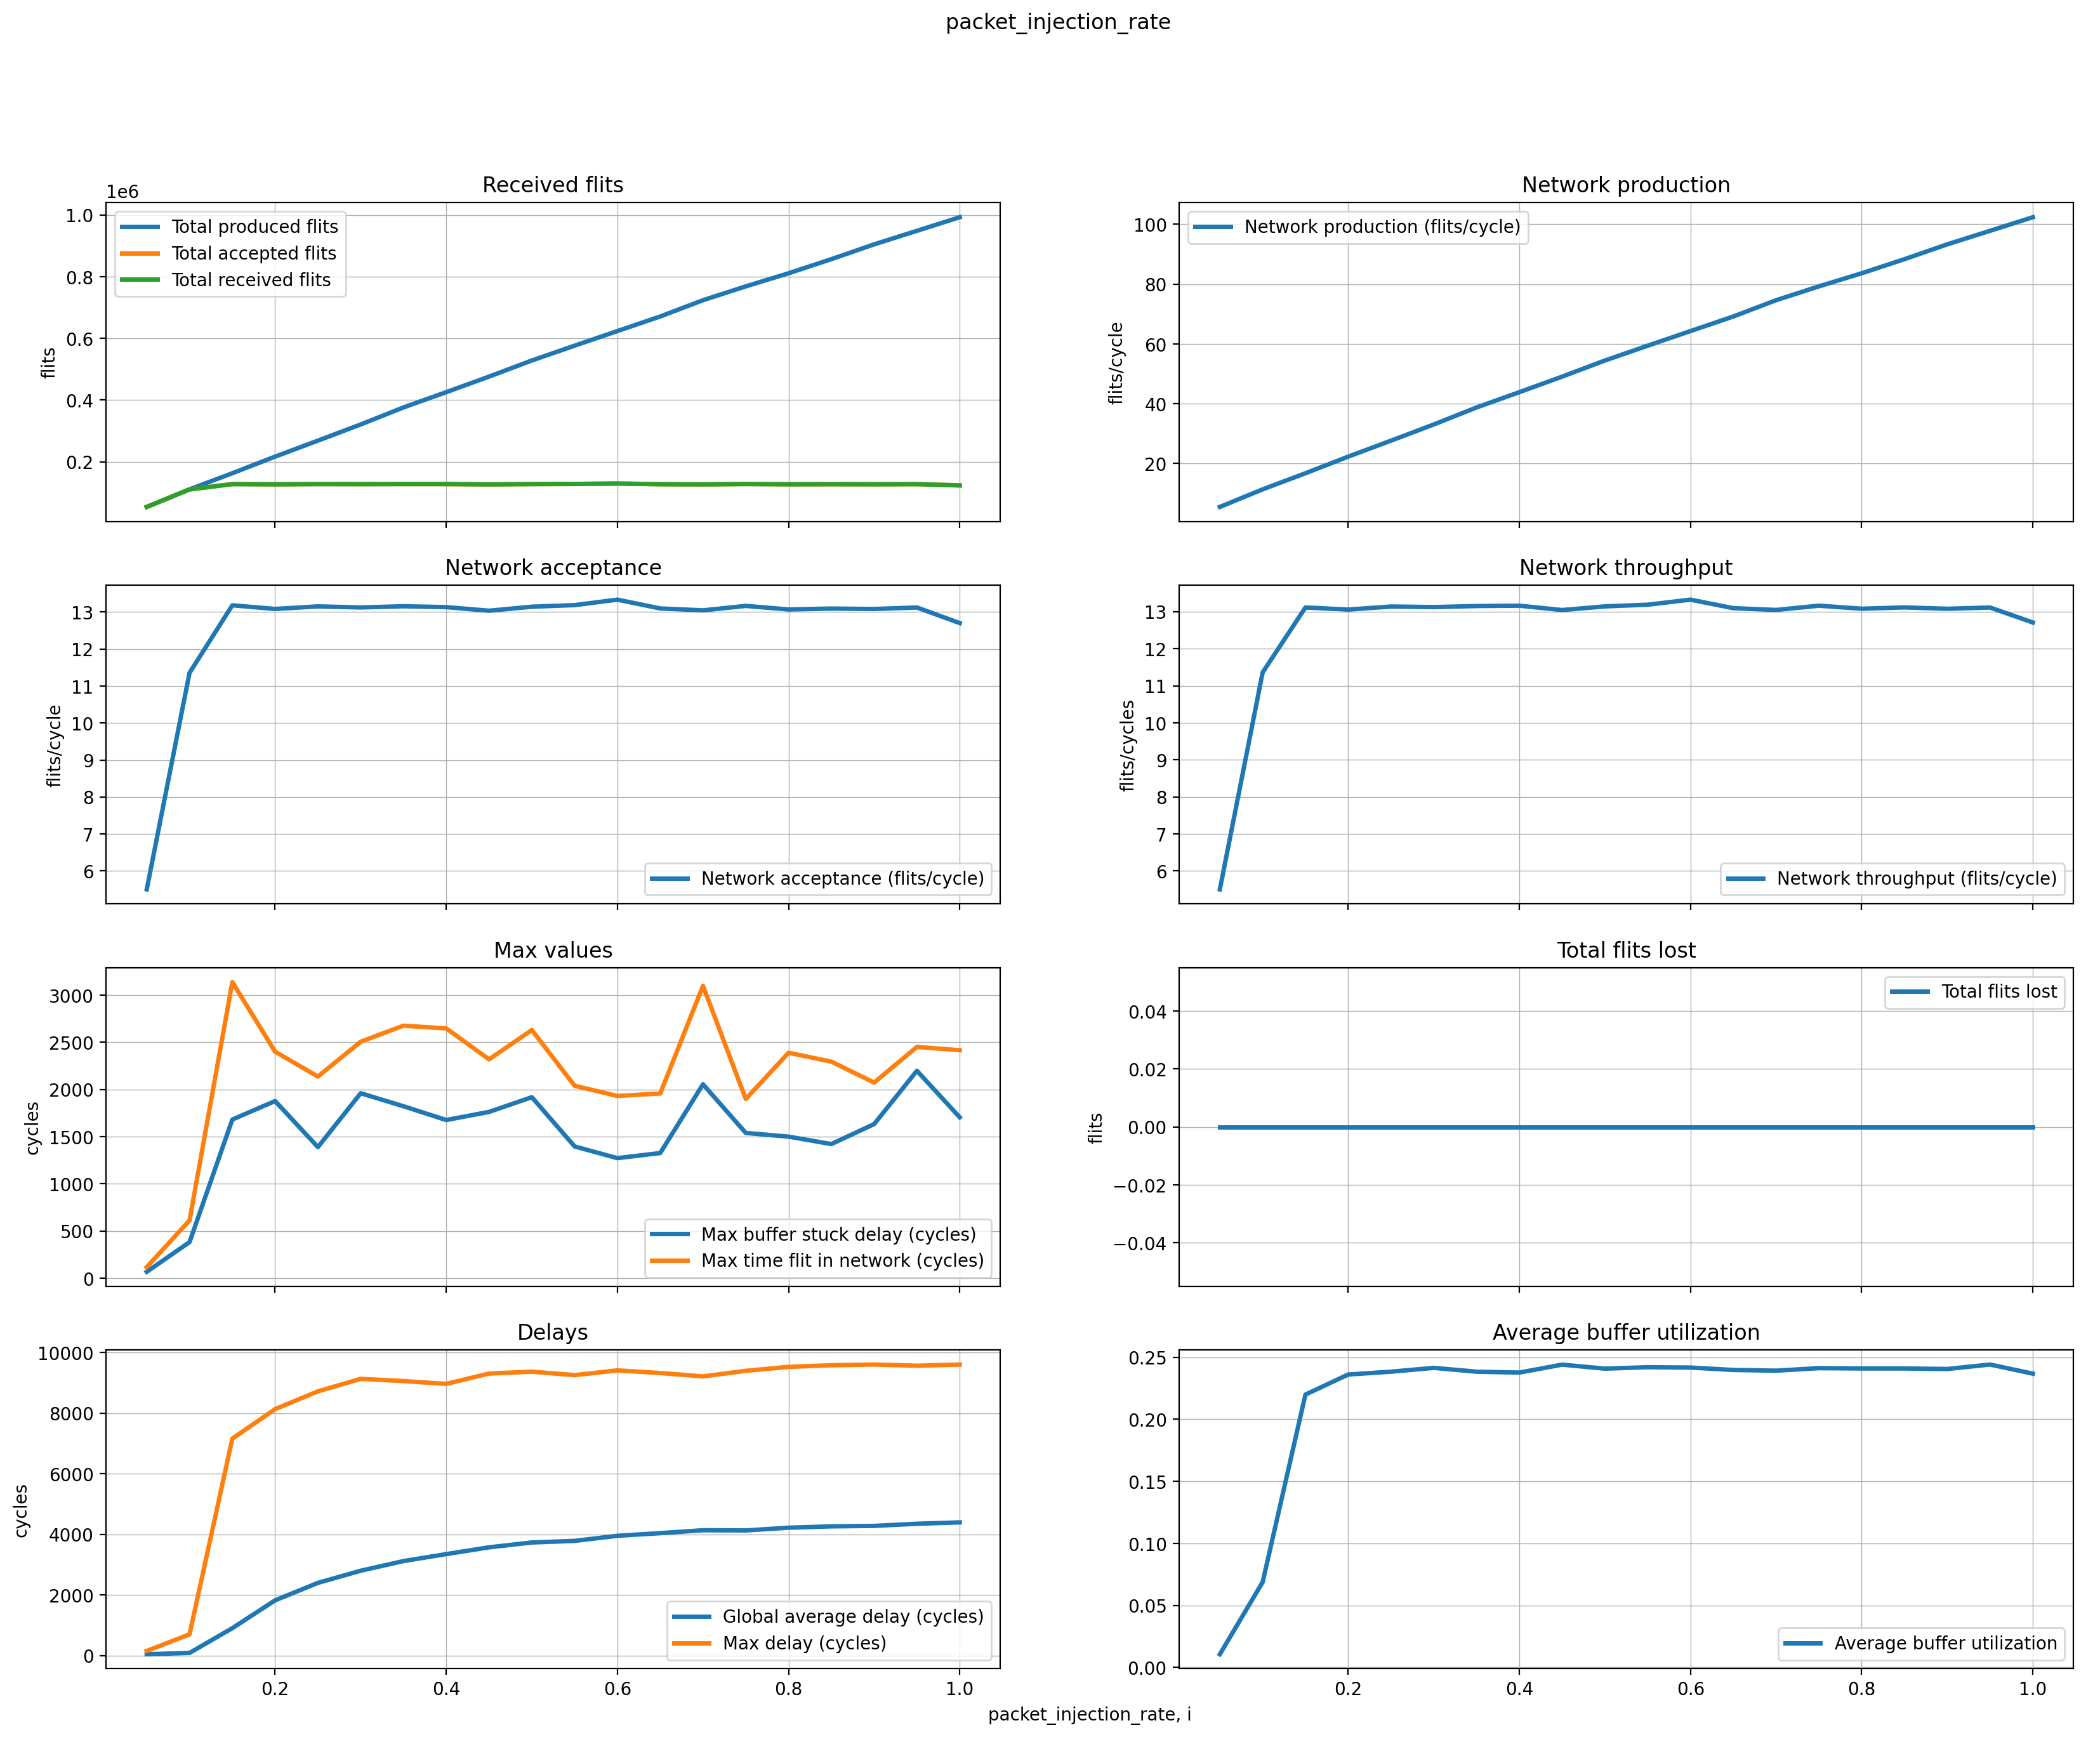 packet_injection_rate
Received flits
1e6
1.0
0.8
0.6
0.4
0.2
flits
Total produced flits
Total accepted flits
Total received flits
Network production
100
80
60
40
20
flits/cycle
Network production (flits/cycle)
Network acceptance
13
12
11
10
9
8
7
6
flits/cycle
Network acceptance (flits/cycle)
Network throughput
13
12
11
10
9
8
7
6
flits/cycles
Network throughput (flits/cycle)
Max values
3000
2500
2000
1500
1000
500
0
cycles
Max buffer stuck delay (cycles)
Max time flit in network (cycles)
Total flits lost
0.04
0.02
0.00
−0.02
−0.04
flits
Total flits lost
Delays
10000
8000
6000
4000
2000
0
cycles
Global average delay (cycles)
Max delay (cycles)
0.2 0.4 0.6 0.8 1.0
Average buffer utilization
0.25
0.20
0.15
0.10
0.05
0.00
Average buffer utilization
0.2 0.4 0.6 0.8 1.0
packet_injection_rate, i